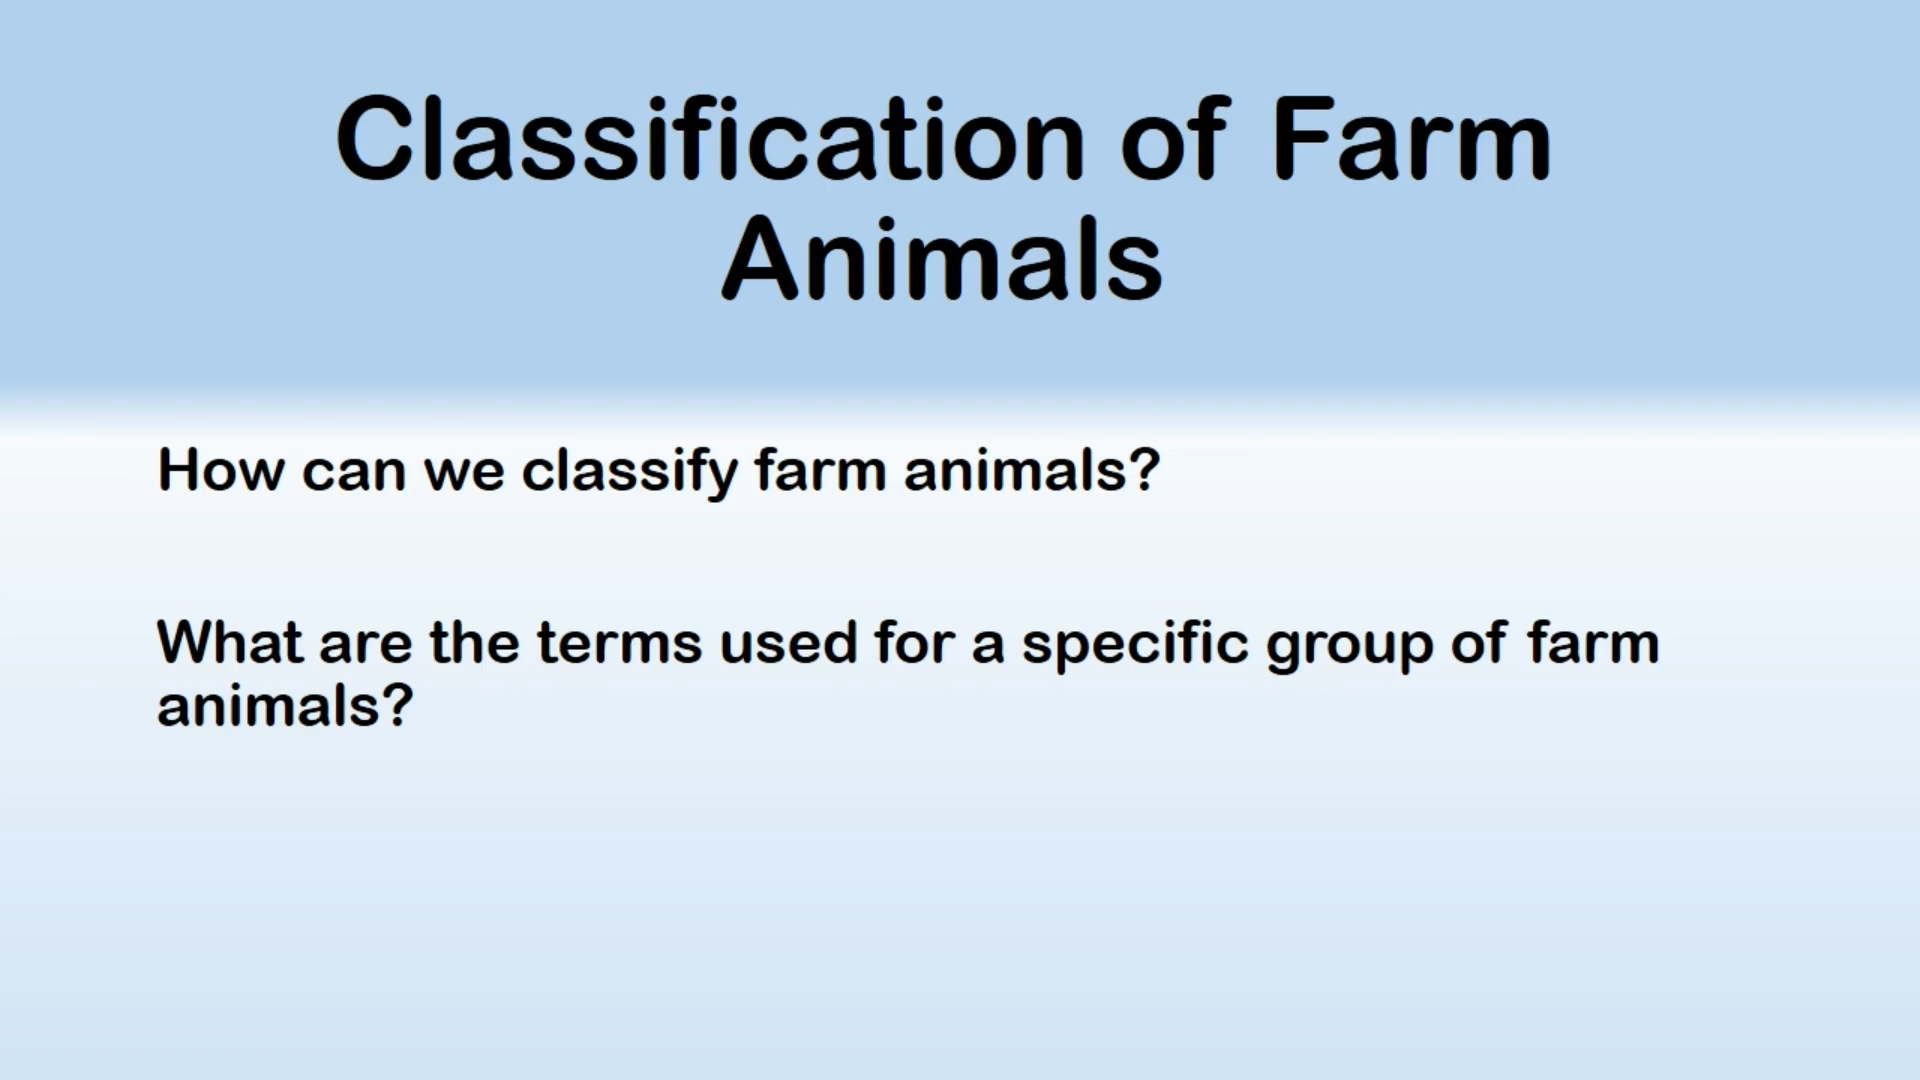 Classification of Farm
Animals
How can we classify farm animals?
What are the terms used for a specific group of farm
animals?